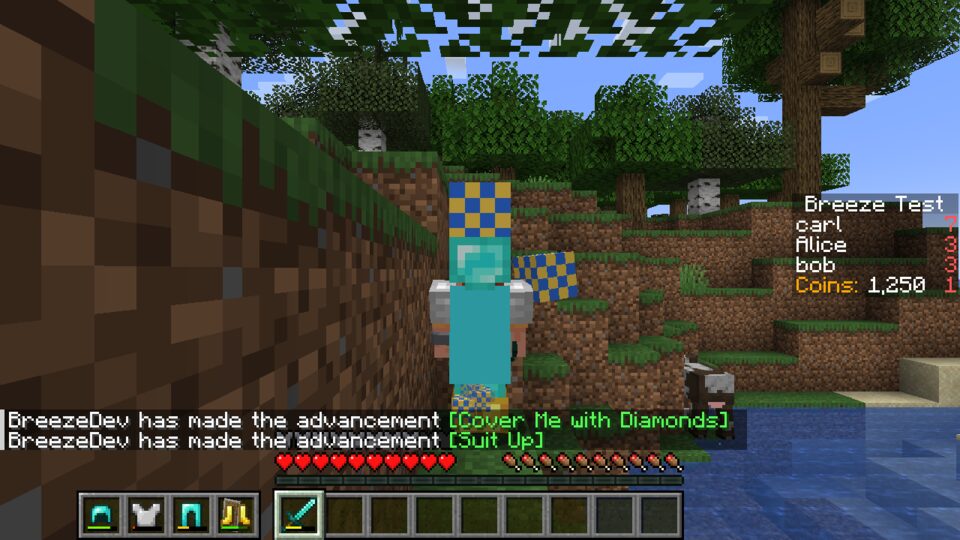 Breeze Test
carl 7
Alice 3
bob 3
Coins: 1,250 1
BreezeDev has made the advancement [Cover Me with Diamonds]
BreezeDev has made the advancement [Suit Up]